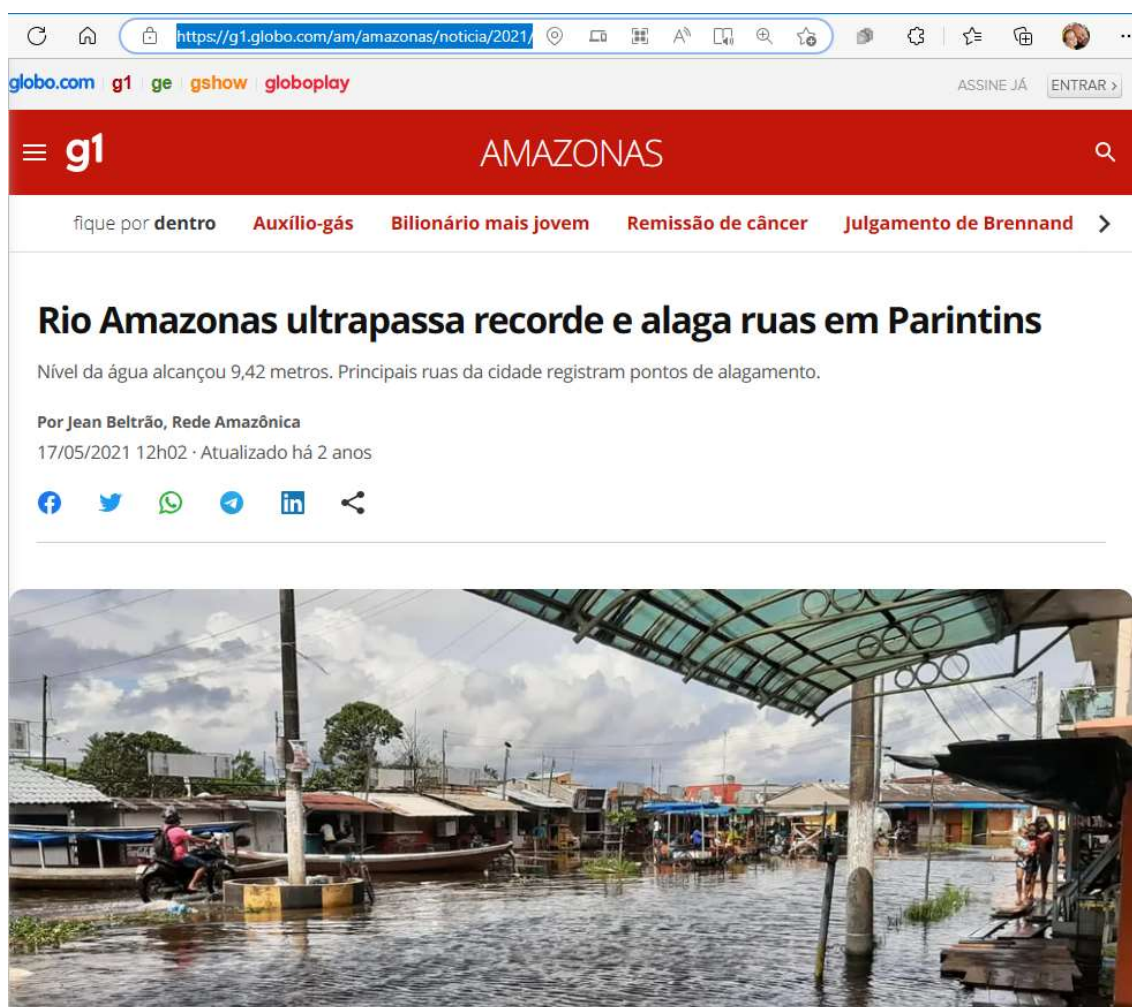 https://g1.globo.com/am/amazonas/noticia/2021/
globo.com g1 ge gshow globoplay ASSINE JÁ ENTRAR >
g1 AMAZONAS
fique por dentro Auxílio-gás Bilionário mais jovem Remissão de câncer Julgamento de Brennand
Rio Amazonas ultrapassa recorde e alaga ruas em Parintins
Nível da água alcançou 9,42 metros. Principais ruas da cidade registram pontos de alagamento.
Por Jean Beltrão, Rede Amazônica
17/05/2021 12h02 · Atualizado há 2 anos